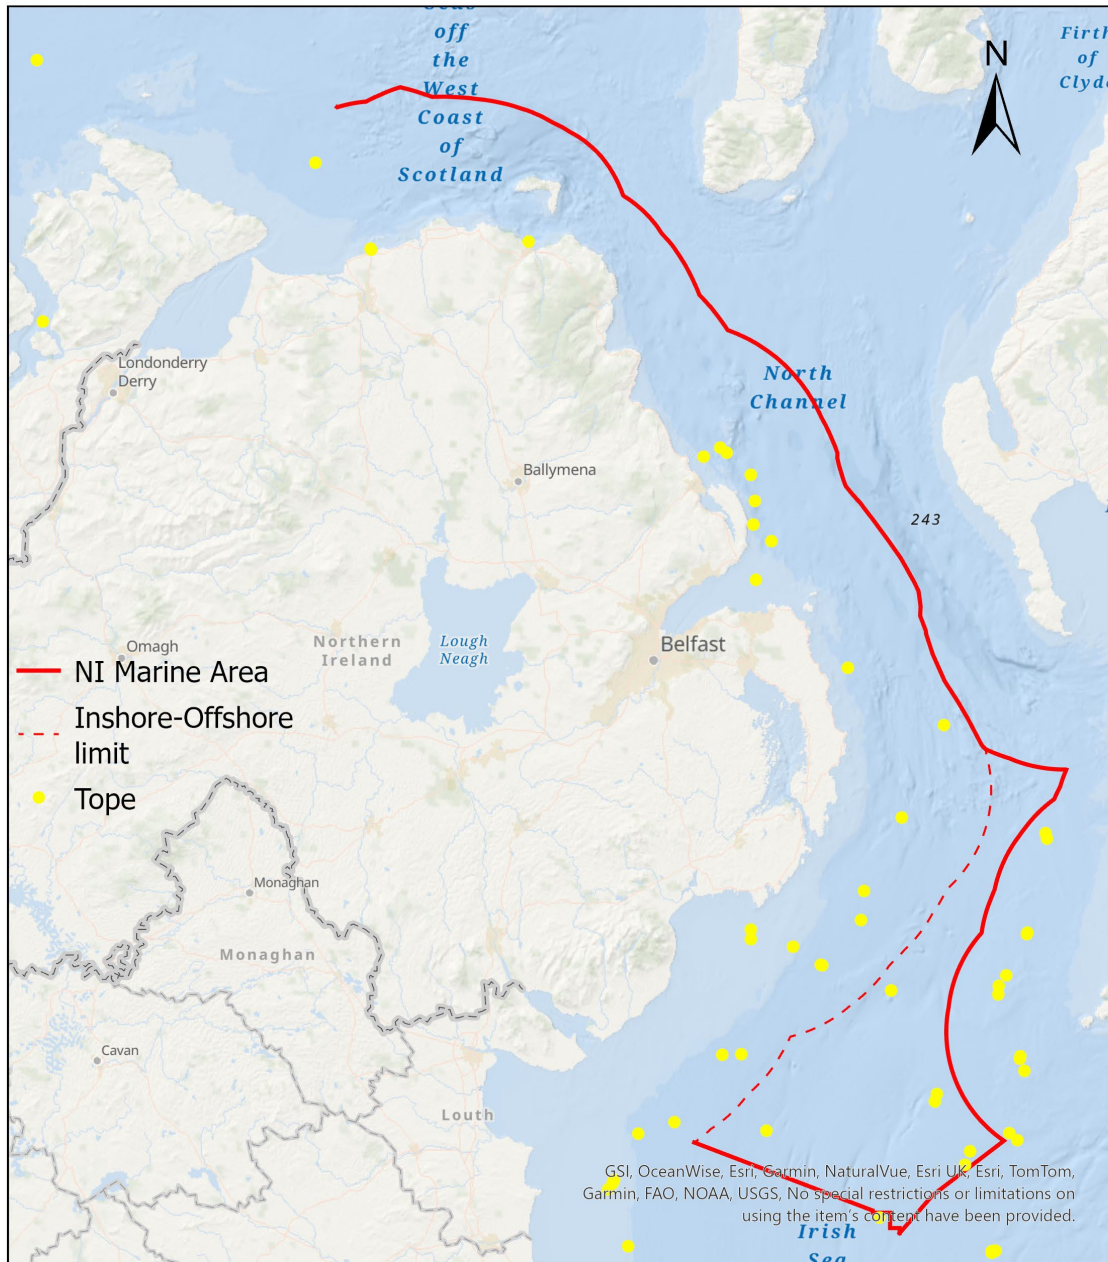 off
the
West
Coast
of
Scotland
Firth
of
Clyde
N
Londonderry
Derry
North
Channel
Ballymena
243
Omagh
Northern
Ireland
Lough
Neagh
Belfast
NI Marine Area
Inshore-Offshore
limit
Tope
Monaghan
Monaghan
Cavan
Louth
GSI, OceanWise, Esri, Garmin, NaturalVue, Esri UK, Esri, TomTom,
Garmin, FAO, NOAA, USGS, No special restrictions or limitations on
using the item's content have been provided.
Irish
Sea